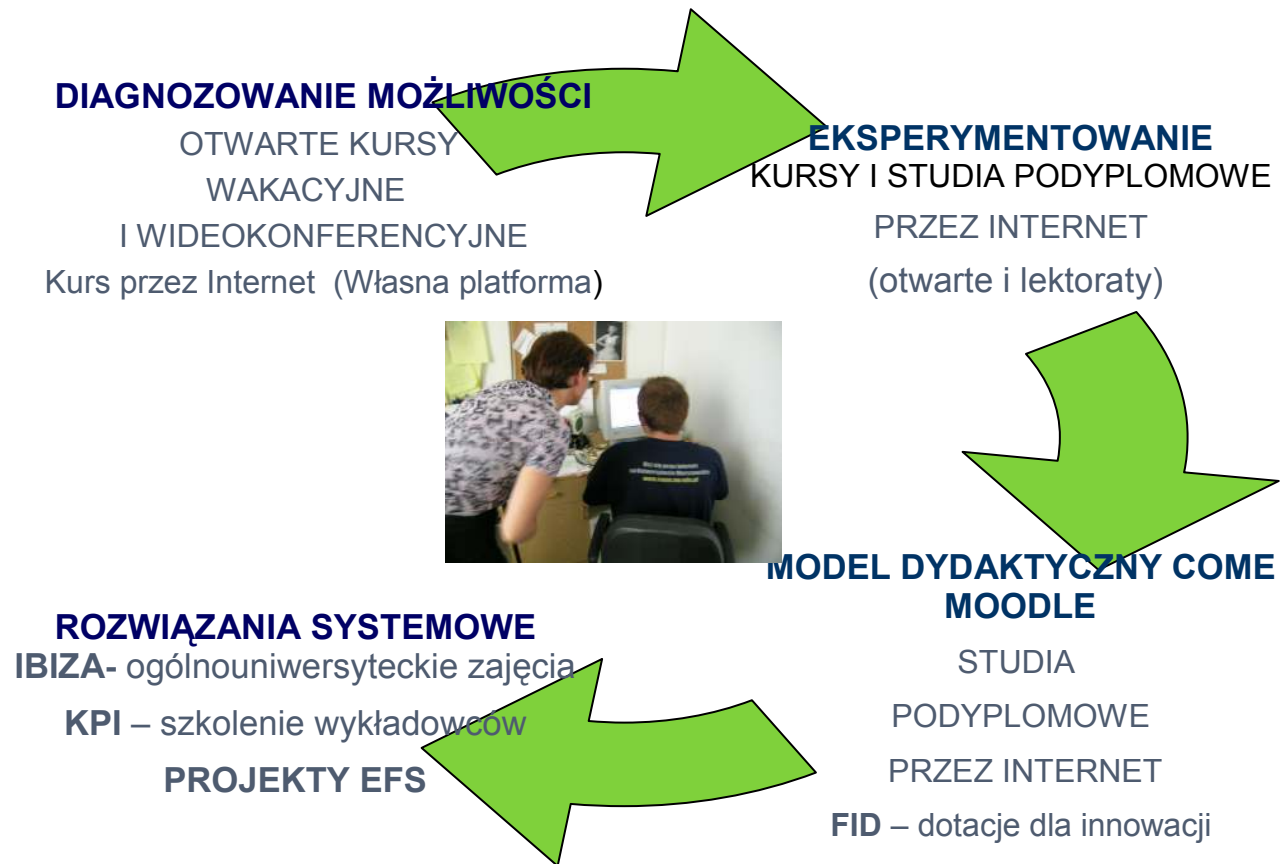 DIAGNOZOWANIE MOŻLIWOŚCI
OTWARTE KURSY
WAKACYJNE
I WIDEOKONFERENCYJNE
Kurs przez Internet (Własna platforma)
EKSPERYMENTOWANIE
KURSY I STUDIA PODYPLOMOWE
PRZEZ INTERNET
(otwarte i lektoraty)
MODEL DYDAKTYCZNY COME
MOODLE
STUDIA
PODYPLOMOWE
PRZEZ INTERNET
FID – dotacje dla innowacji
ROZWIĄZANIA SYSTEMOWE
IBIZA- ogólnouniwersyteckie zajęcia
KPI – szkolenie wykładowców
PROJEKTY EFS